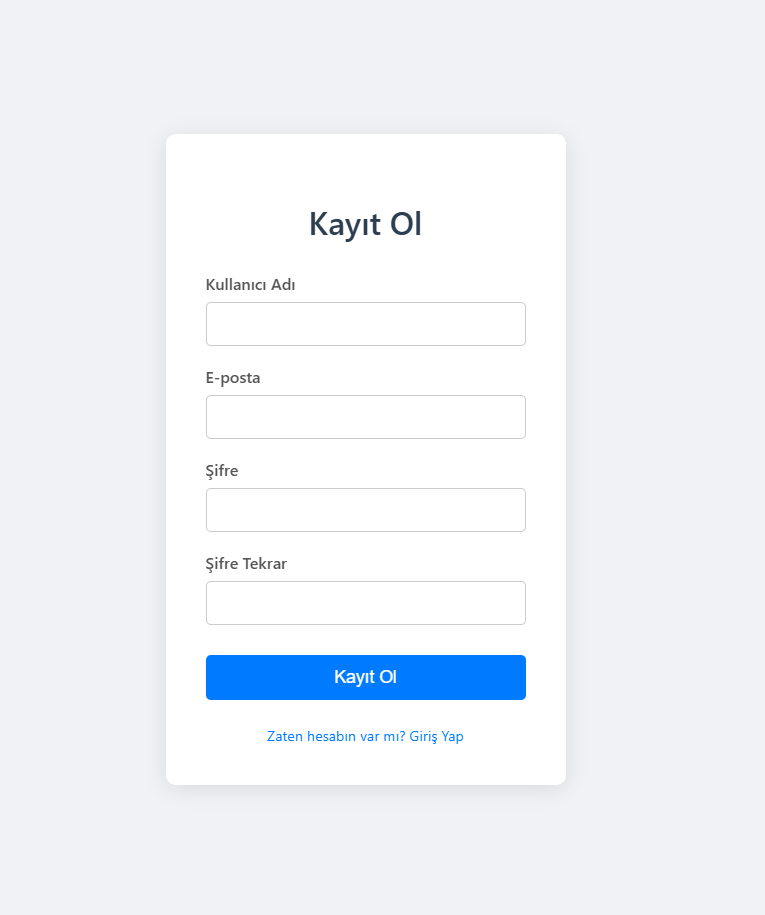 Kayıt Ol
Kullanıcı Adı
E-posta
Şifre
Şifre Tekrar
Kayıt Ol
Zaten hesabın var mı? Giriş Yap